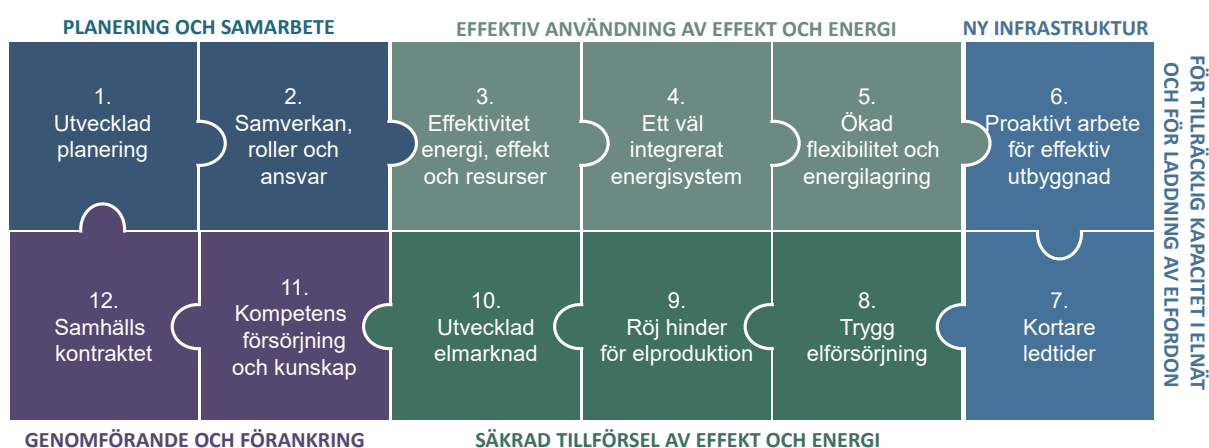 PLANERING OCH SAMARBETE
EFFEKTIV ANVÄNDNING AV EFFEKT OCH ENERGI
NY INFRASTRUKTUR
1.
Utvecklad
planering
2.
Samverkan,
roller och
ansvar
3.
Effektivitet
energi, effekt
och resurser
4.
Ett väl
integrerat
energisystem
5.
Ökad
flexibilitet och
energilagring
6.
Proaktivt arbete
för effektiv
utbyggnad
FÖR TILLRÄCKLIG KAPACITET I ELNÄT
OCH FÖR LADDNING AV ELFORDON
12.
Samhälls
kontraktet
11.
Kompetens
försörjning
och kunskap
10.
Utvecklad
elmarknad
9.
Röj hinder
för elproduktion
8.
Trygg
elförsörjning
7.
Kortare
ledtider
GENOMFÖRANDE OCH FÖRANKRING
SÄKRAD TILLFÖRSEL AV EFFEKT OCH ENERGI